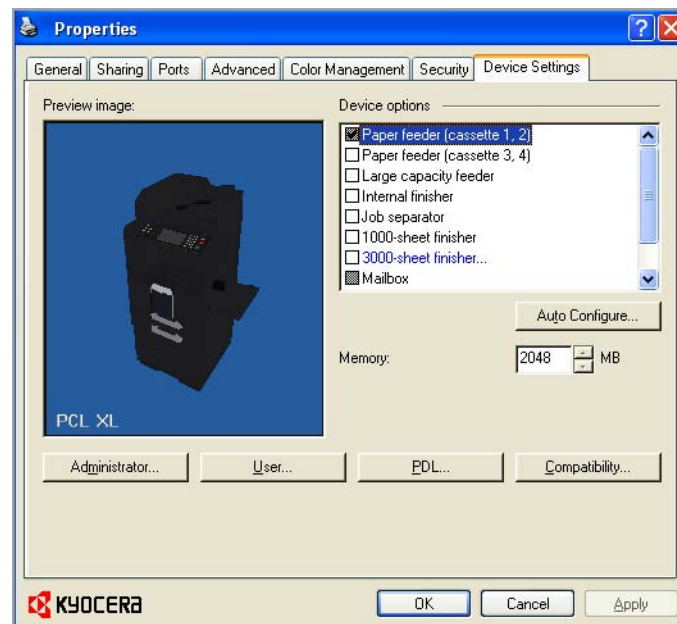 Properties
General Sharing Ports Advanced Color Management Security Device Settings
Preview image:
PCL XL
Device options
Paper feeder (cassette 1, 2)
Paper feeder (cassette 3, 4)
Large capacity feeder
Internal finisher
Job separator
1000-sheet finisher
3000-sheet finisher...
Mailbox
Auto Configure...
Memory: 2048 MB
Administrator... User... PDL... Compatibility...
KYOCERA
OK Cancel Apply